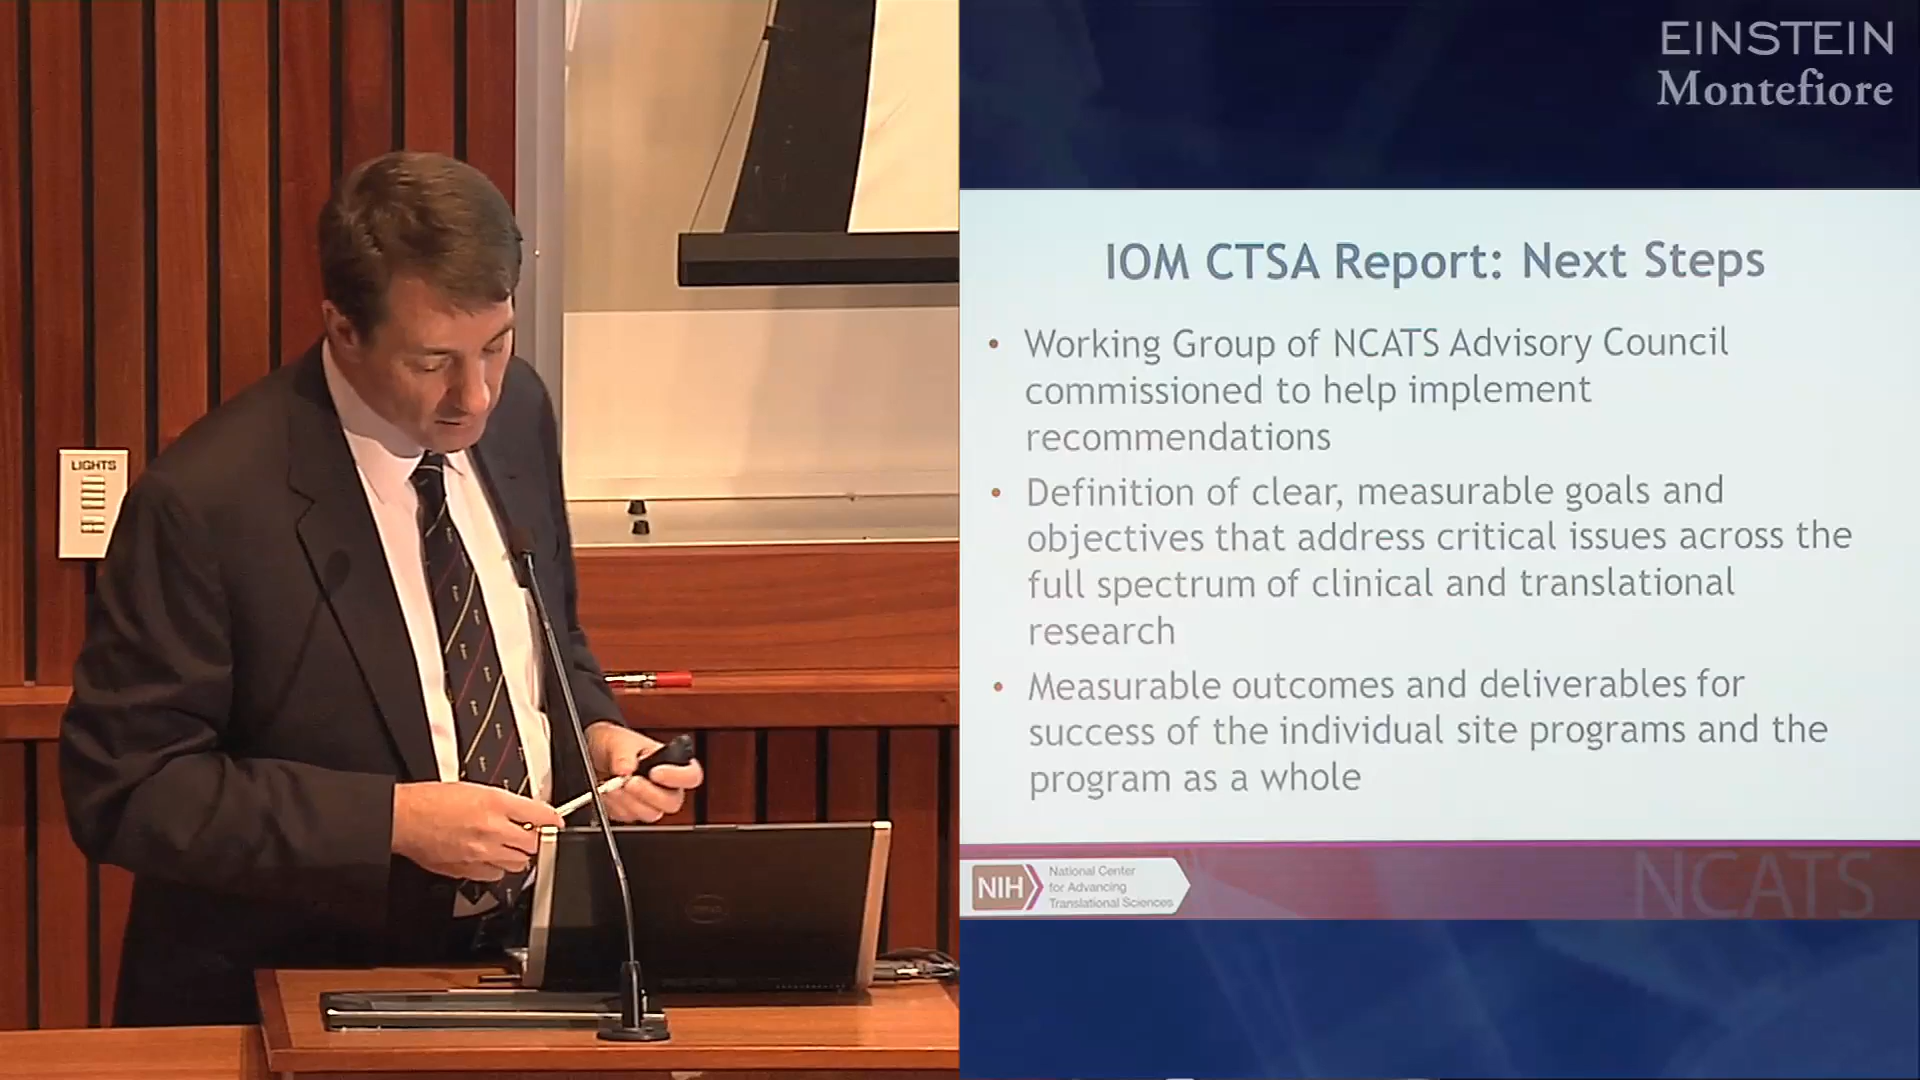 LIGHTS
EINSTEIN
Montefiore
IOM CTSA Report: Next Steps
• Working Group of NCATS Advisory Council
commissioned to help implement
recommendations
• Definition of clear, measurable goals and
objectives that address critical issues across the
full spectrum of clinical and translational
research
• Measurable outcomes and deliverables for
success of the individual site programs and the
program as a whole
NIH
National Center
for Advancing
Translational Sciences
NCATS